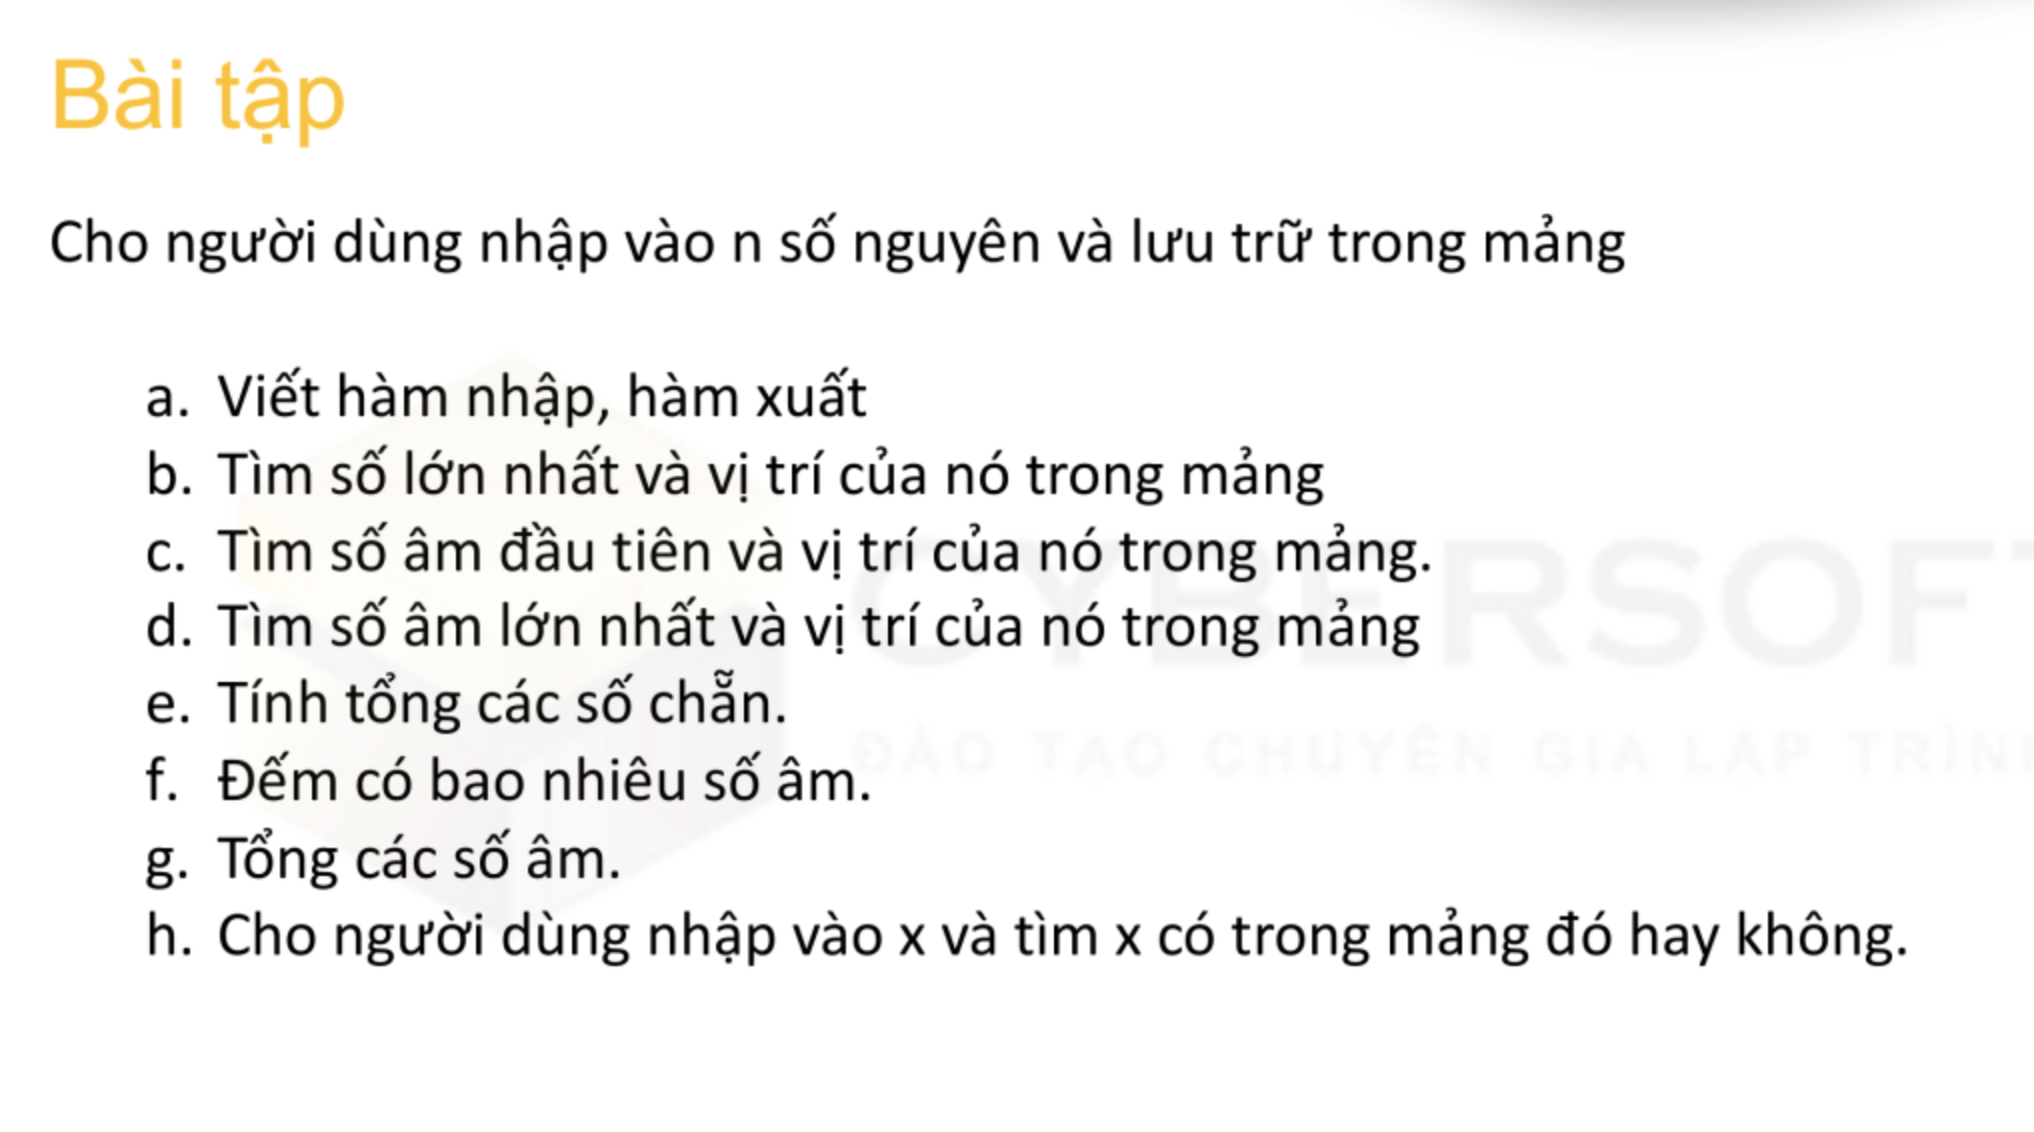 Bài tập
Cho người dùng nhập vào n số nguyên và lưu trữ trong mảng
a. Viết hàm nhập, hàm xuất
b. Tìm số lớn nhất và vị trí của nó trong mảng
c. Tìm số âm đầu tiên và vị trí của nó trong mảng.
d. Tìm số âm lớn nhất và vị trí của nó trong mảng
e. Tính tổng các số chẵn.
f. Đếm có bao nhiêu số âm.
g. Tổng các số âm.
h. Cho người dùng nhập vào x và tìm x có trong mảng đó hay không.
CYBERSOFT
ĐÀO TẠO CHUYÊN GIA LẬP TRÌN